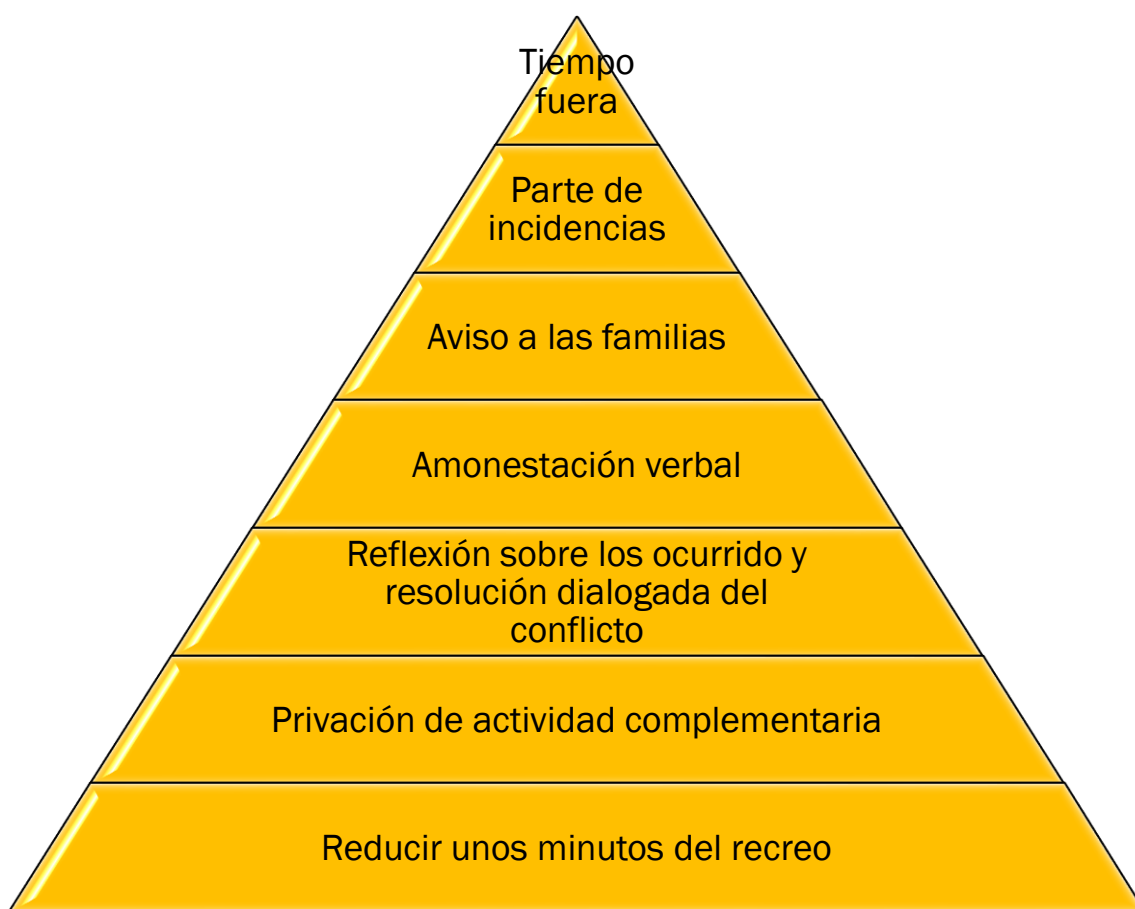 Tiempo
fuera
Parte de
incidencias
Aviso a las familias
Amonestación verbal
Reflexión sobre los ocurrido y
resolución dialogada del
conflicto
Privación de actividad complementaria
Reducir unos minutos del recreo